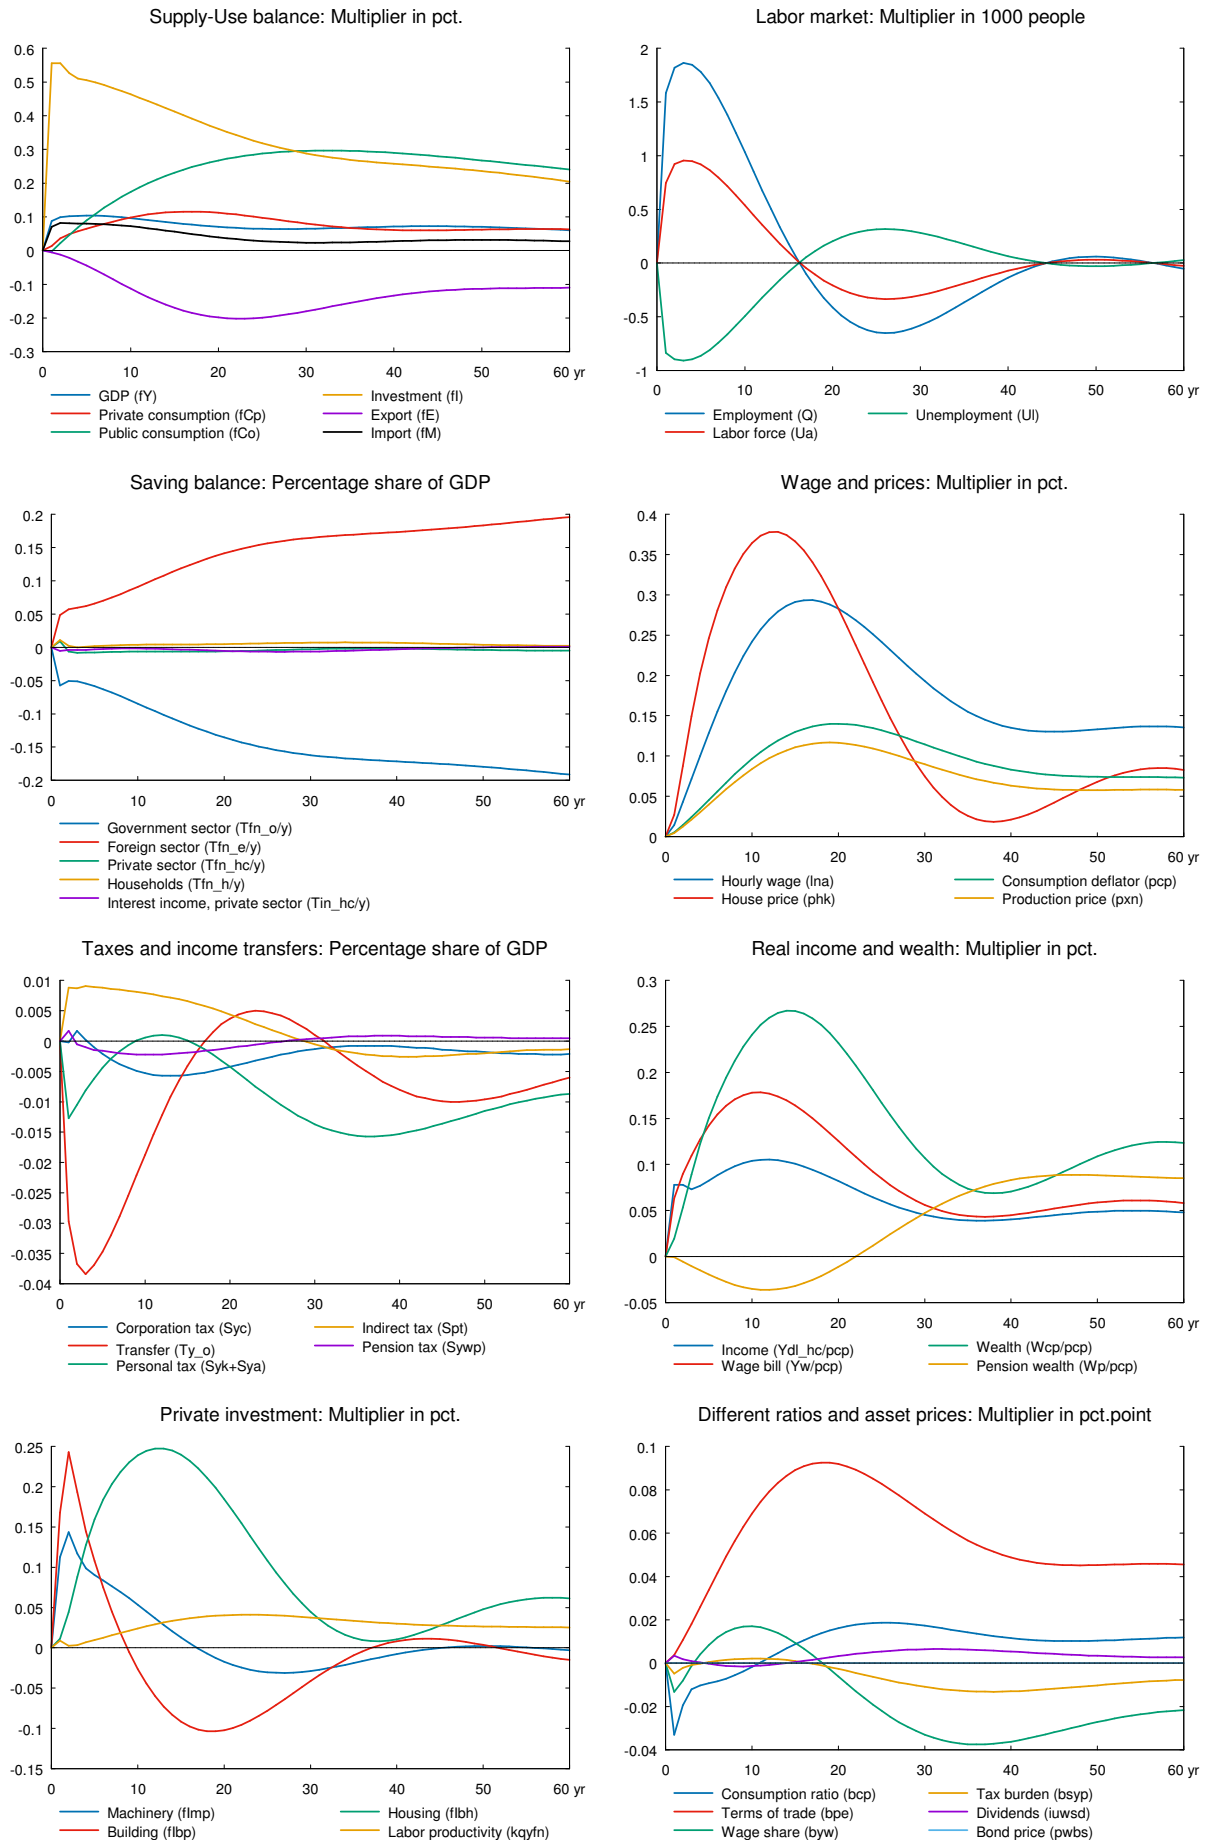 Supply-Use balance: Multiplier in pct.
0.6
0.5
0.4
0.3
0.2
0.1
0
-0.1
-0.2
-0.3
0 10 20 30 40 50 60 yr
GDP (fY) Investment (fI)
Private consumption (fCp) Export (fE)
Public consumption (fCo) Import (fM)
Labor market: Multiplier in 1000 people
2
1.5
1
0.5
0
-0.5
-1
0 10 20 30 40 50 60 yr
Employment (Q) Unemployment (Ul)
Labor force (Ua)
Saving balance: Percentage share of GDP
0.2
0.15
0.1
0.05
0
-0.05
-0.1
-0.15
-0.2
0 10 20 30 40 50 60 yr
Government sector (Tfn_o/y)
Foreign sector (Tfn_e/y)
Private sector (Tfn_hc/y)
Households (Tfn_h/y)
Interest income, private sector (Tin_hc/y)
Wage and prices: Multiplier in pct.
0.4
0.35
0.3
0.25
0.2
0.15
0.1
0.05
0
0 10 20 30 40 50 60 yr
Hourly wage (lna) Consumption deflator (pcp)
House price (phk) Production price (pxn)
Taxes and income transfers: Percentage share of GDP
0.01
0.005
0
-0.005
-0.01
-0.015
-0.02
-0.025
-0.03
-0.035
-0.04
0 10 20 30 40 50 60 yr
Corporation tax (Syc) Indirect tax (Spt)
Transfer (Ty_o) Pension tax (Sywp)
Personal tax (Syk+Sya)
Real income and wealth: Multiplier in pct.
0.3
0.25
0.2
0.15
0.1
0.05
0
-0.05
0 10 20 30 40 50 60 yr
Income (Ydl_hc/pcp) Wealth (Wcp/pcp)
Wage bill (Yw/pcp) Pension wealth (Wp/pcp)
Private investment: Multiplier in pct.
0.25
0.2
0.15
0.1
0.05
0
-0.05
-0.1
-0.15
0 10 20 30 40 50 60 yr
Machinery (fImp) Housing (fIbh)
Building (fIbp) Labor productivity (kqyfn)
Different ratios and asset prices: Multiplier in pct.point
0.1
0.08
0.06
0.04
0.02
0
-0.02
-0.04
0 10 20 30 40 50 60 yr
Consumption ratio (bcp) Tax burden (bsyp)
Terms of trade (bpe) Dividends (iuwsd)
Wage share (byw) Bond price (pwbs)